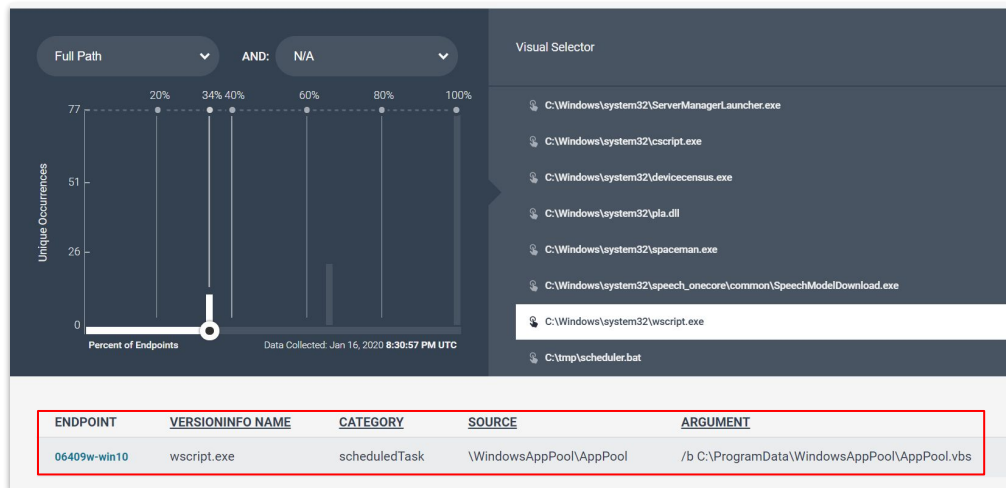 Full Path
AND:
N/A
Visual Selector
20%
34%
40%
60%
80%
100%
77
51
26
0
Unique Occurrences
Percent of Endpoints
Data Collected: Jan 16, 2020 8:30:57 PM UTC
C:\Windows\system32\ServerManagerLauncher.exe
C:\Windows\system32\cscript.exe
C:\Windows\system32\devicecensus.exe
C:\Windows\system32\pla.dll
C:\Windows\system32\spaceman.exe
C:\Windows\system32\speech_onecore\common\SpeechModelDownload.exe
C:\Windows\system32\wscript.exe
C:\tmp\scheduler.bat
ENDPOINT VERSIONINFO NAME CATEGORY SOURCE ARGUMENT
06409w-win10 wscript.exe scheduledTask \WindowsAppPool\AppPool /b C:\ProgramData\WindowsAppPool\AppPool.vbs